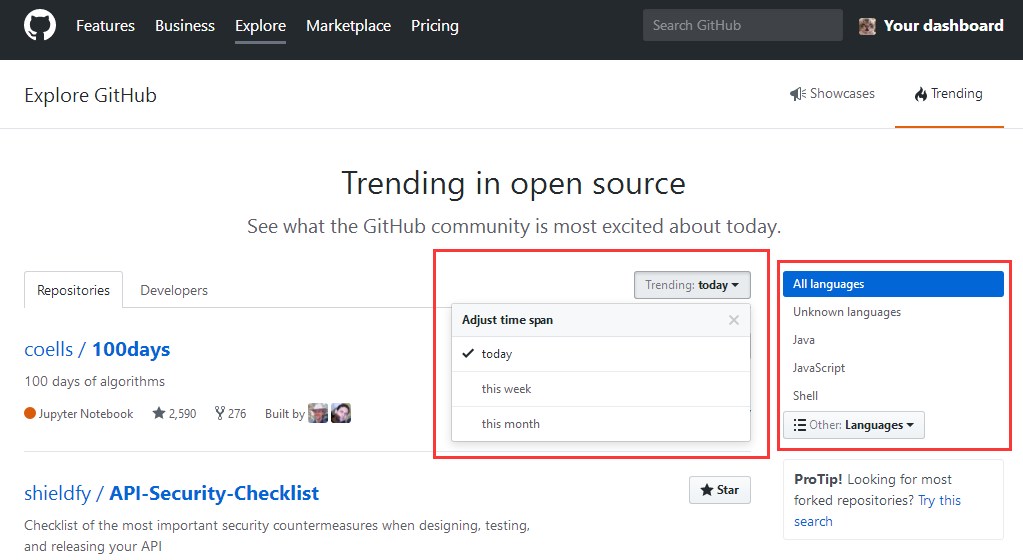 Features Business Explore Marketplace Pricing Search GitHub Your dashboard
Explore GitHub Showcases Trending
Trending in open source
See what the GitHub community is most excited about today.
Repositories Developers Trending: today
Adjust time span
today
this week
this month
All languages
Unknown languages
Java
JavaScript
Shell
Other: Languages
coells / 100days
100 days of algorithms
Jupyter Notebook 2,590 276 Built by
ProTip! Looking for most
forked repositories? Try this
search
shieldfy / API-Security-Checklist Star
Checklist of the most important security countermeasures when designing, testing,
and releasing your API